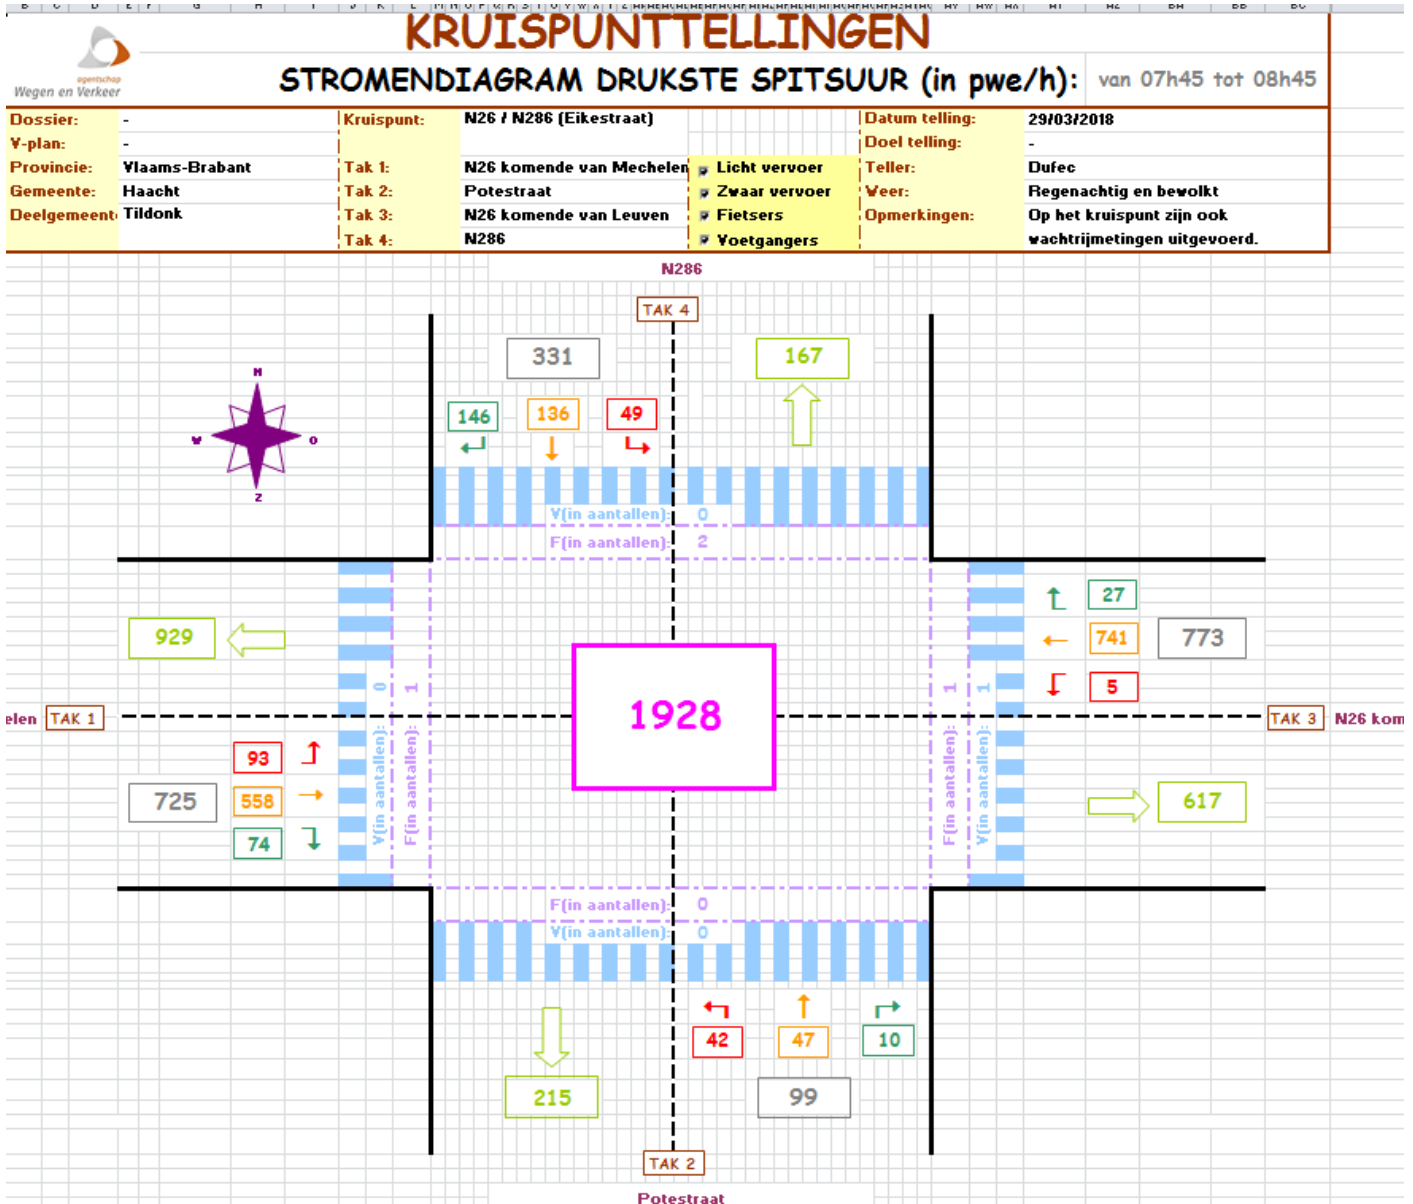 KRUISPUNTTELLINGEN
agentschap
Wegen en Verkeer
STROMENDIAGRAM DRUKSTE SPITSUUR (in pwe/h): van 07h45 tot 08h45
Dossier: - Kruispunt: N26 / N286 (Eikestraat) Datum telling: 29/03/2018
V-plan: - Doel telling: -
Provincie: Vlaams-Brabant Tak 1: N26 komende van Mechelen Licht vervoer Teller: Dufec
Gemeente: Haacht Tak 2: Potestraat Zwaar vervoer Weer: Regenachtig en bewolkt
Deelgemeent Tildonk Tak 3: N26 komende van Leuven Fietsers Opmerkingen: Op het kruispunt zijn ook
Tak 4: N286 Voetgangers wachtrijmetingen uitgevoerd.
N286
TAK 4
331 167
N
146 136 49
W O
Z
V(in aantallen): 0
F(in aantallen): 2
27
929 741 773
5
V(in aantallen): 0
F(in aantallen): 1
F(in aantallen): 1
V(in aantallen): 1
elen TAK 1 1928 TAK 3 N26 kom
93
725 558 617
74
F(in aantallen): 0
V(in aantallen): 0
42 47 10
215 99
TAK 2
Potestraat